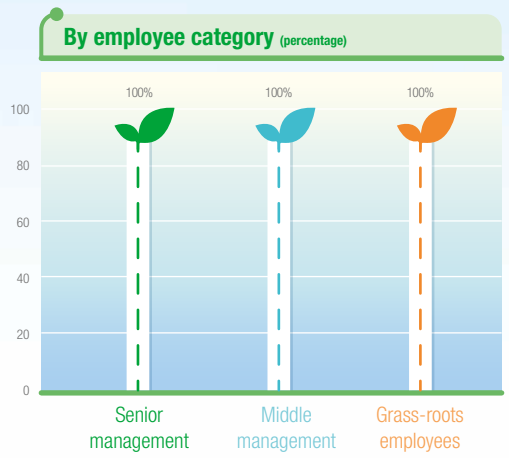 By employee category (percentage)
100% 100% 100%
100
80
60
40
20
0
Senior management
Middle management
Grass-roots employees